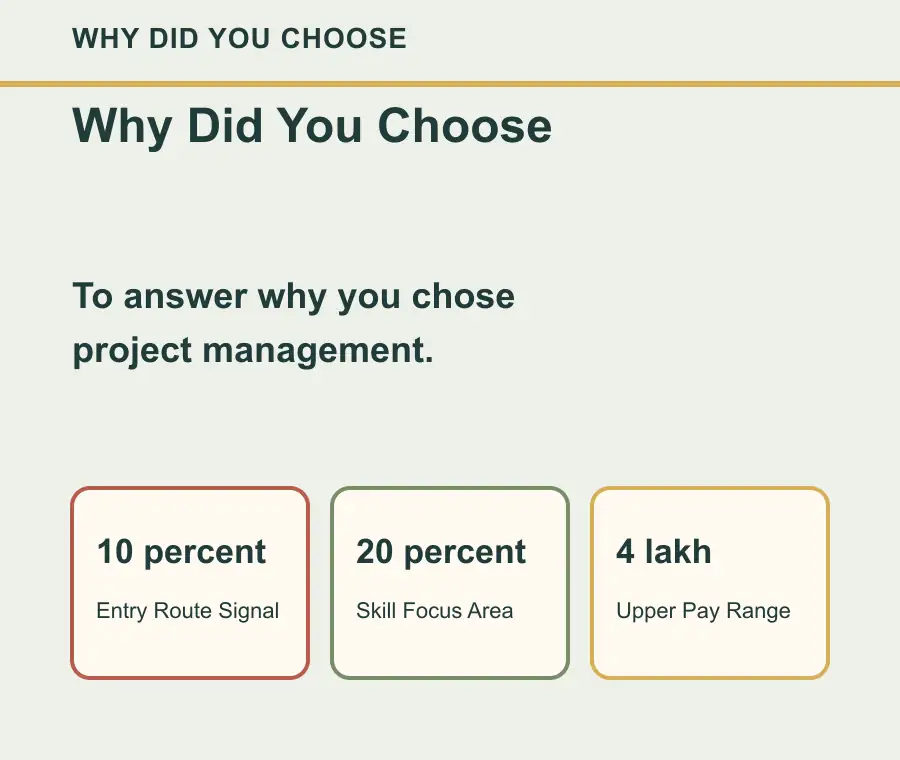 WHY DID YOU CHOOSE
Why Did You Choose
To answer why you chose
project management.
10 percent
Entry Route Signal
20 percent
Skill Focus Area
4 lakh
Upper Pay Range